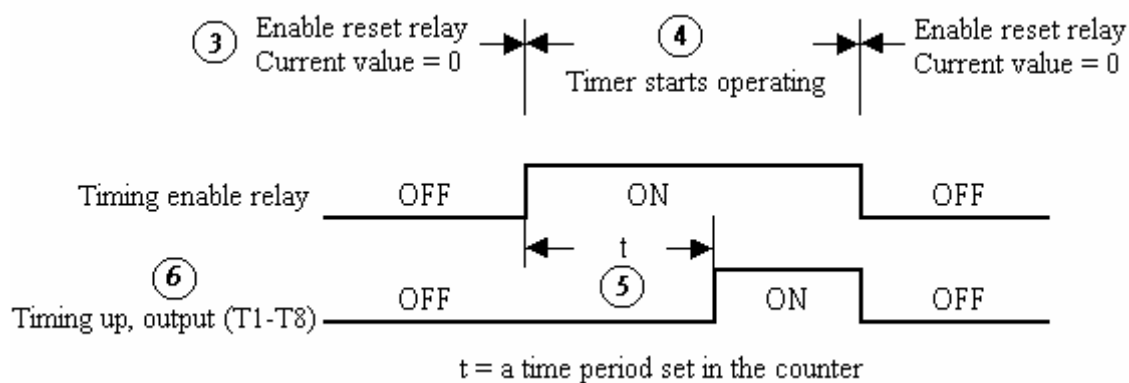 ③ Enable reset relay
Current value = 0
④
Timer starts operating
Enable reset relay
Current value = 0
Timing enable relay
OFF
ON
OFF
t
⑤
⑥
Timing up, output (T1-T8)
OFF
ON
OFF
t = a time period set in the counter